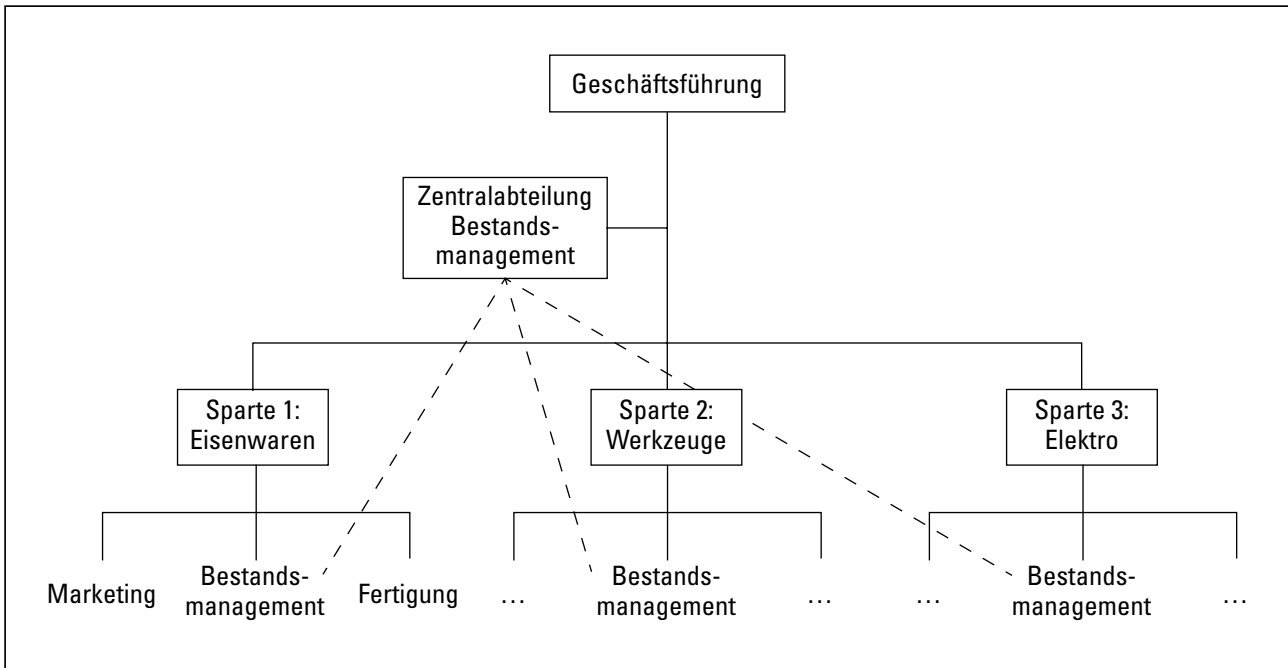 Geschäftsführung
Zentralabteilung
Bestands-
management
Sparte 1:
Eisenwaren
Sparte 2:
Werkzeuge
Sparte 3:
Elektro
Marketing
Bestands-
management
Fertigung
...
Bestands-
management
...
...
Bestands-
management
...